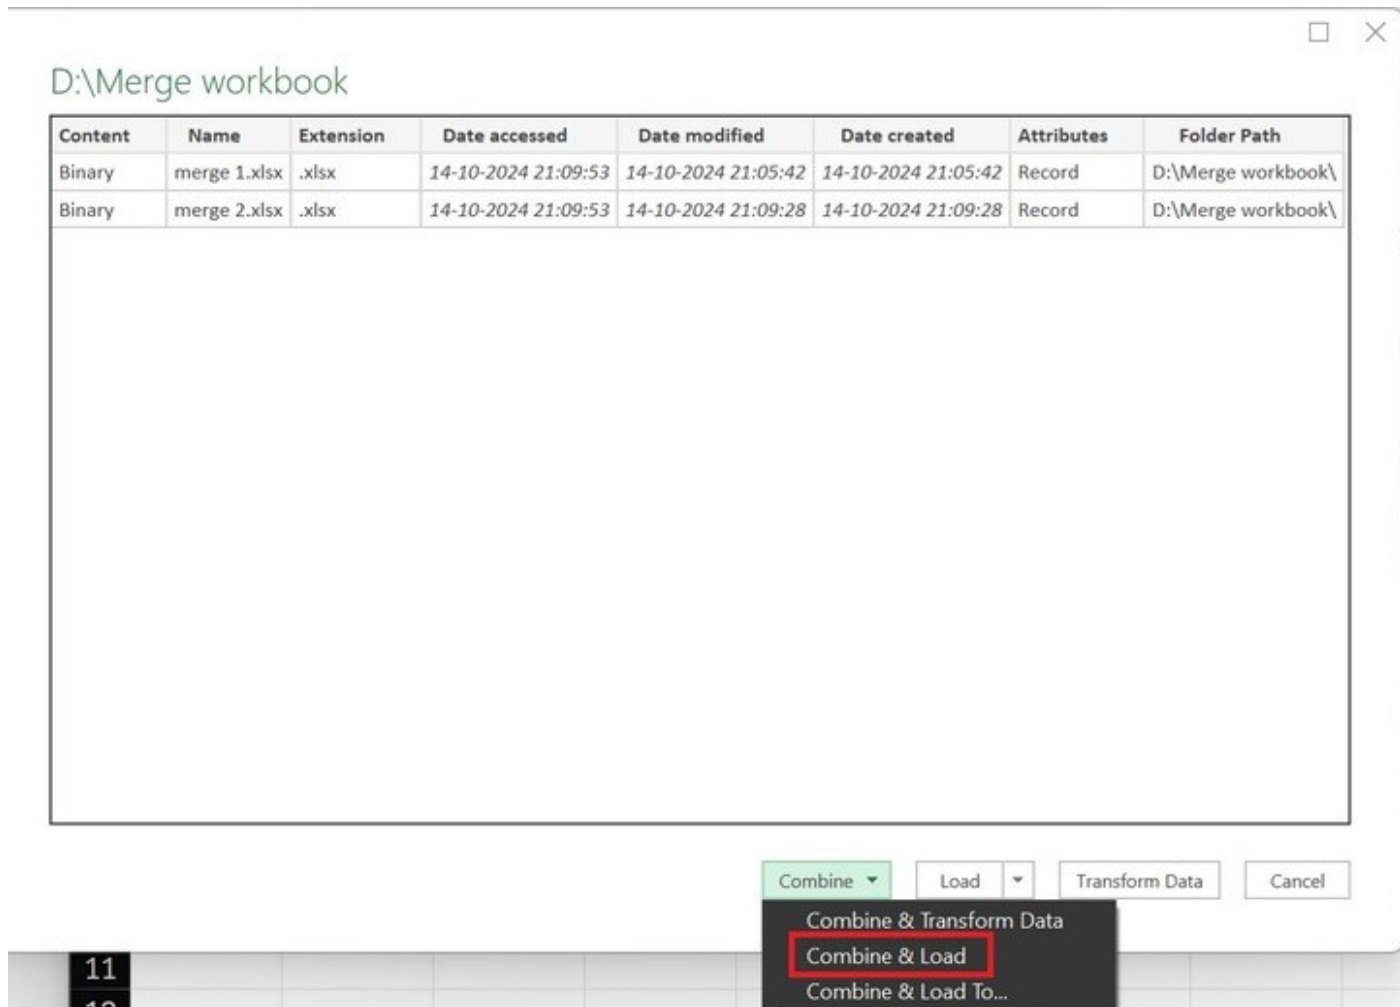 D:\Merge workbook
Content Name Extension Date accessed Date modified Date created Attributes Folder Path
Binary merge 1.xlsx .xlsx 14-10-2024 21:09:53 14-10-2024 21:05:42 14-10-2024 21:05:42 Record D:\Merge workbook\
Binary merge 2.xlsx .xlsx 14-10-2024 21:09:53 14-10-2024 21:09:28 14-10-2024 21:09:28 Record D:\Merge workbook\
Combine Load Transform Data Cancel
Combine & Transform Data
Combine & Load
11
Combine & Load To...